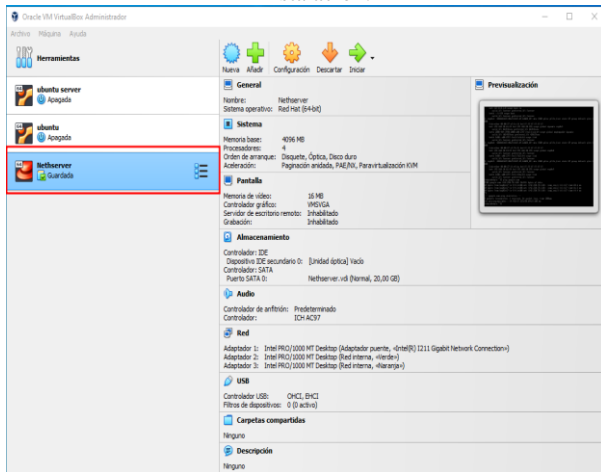 Oracle VM VirtualBox Administrador
Archivo Máquina Ayuda
Herramientas
Nueva Añadir Configuración Descartar Iniciar
ubuntu server
Apagada
ubuntu
Apagada
Nethserver
Guardada
General
Nombre: Nethserver
Sistema operativo: Red Hat (64-bit)
Previsualización
Sistema
Memoria base: 4096 MB
Procesadores: 4
Orden de arranque: Disquete, Óptica, Disco duro
Aceleración: Paginación anidada, PAE/NX, Paravirtualización KVM
Pantalla
Memoria de vídeo: 16 MB
Controlador gráfico: VMSVGA
Servidor de escritorio remoto: Inhabilitado
Grabación: Inhabilitado
Almacenamiento
Controlador: IDE
Dispositivo IDE secundario 0: [Unidad óptica] Vacío
Controlador: SATA
Puerto SATA 0: Nethserver.vdi (Normal, 20,00 GB)
Audio
Controlador de anfitrión: Predeterminado
Controlador: ICH AC97
Red
Adaptador 1: Intel PRO/1000 MT Desktop (Adaptador puente, «Intel(R) I211 Gigabit Network Connection»)
Adaptador 2: Intel PRO/1000 MT Desktop (Red interna, «Verde»)
Adaptador 3: Intel PRO/1000 MT Desktop (Red interna, «Naranja»)
USB
Controlador USB: OHCI, EHCI
Filtros de dispositivos: 0 (0 activo)
Carpetas compartidas
Ninguno
Descripción
Ninguno